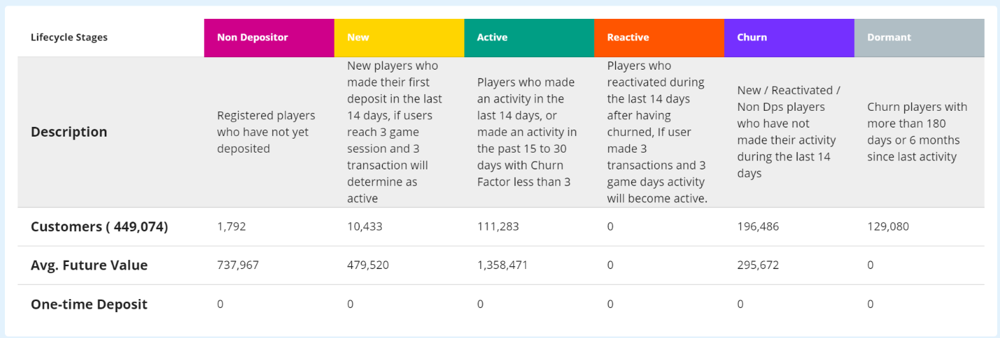 Lifecycle Stages
Non Depositor
New
Active
Reactive
Churn
Dormant
Description
Registered players
who have not yet
deposited
New players who
made their first
deposit in the last
14 days, if users
reach 3 game
session and 3
transaction will
determine as
active
Players who made
an activity in the
last 14 days, or
made an activity in
the past 15 to 30
days with Churn
Factor less than 3
Players who
reactivated during
the last 14 days
after having
churned, If user
made 3
transactions and 3
game days activity
will become active.
New / Reactivated /
Non Dps players
who have not
made their activity
during the last 14
days
Churn players with
more than 180
days or 6 months
since last activity
Customers ( 449,074)
1,792
10,433
111,283
0
196,486
129,080
Avg. Future Value
737,967
479,520
1,358,471
0
295,672
0
One-time Deposit
0
0
0
0
0
0